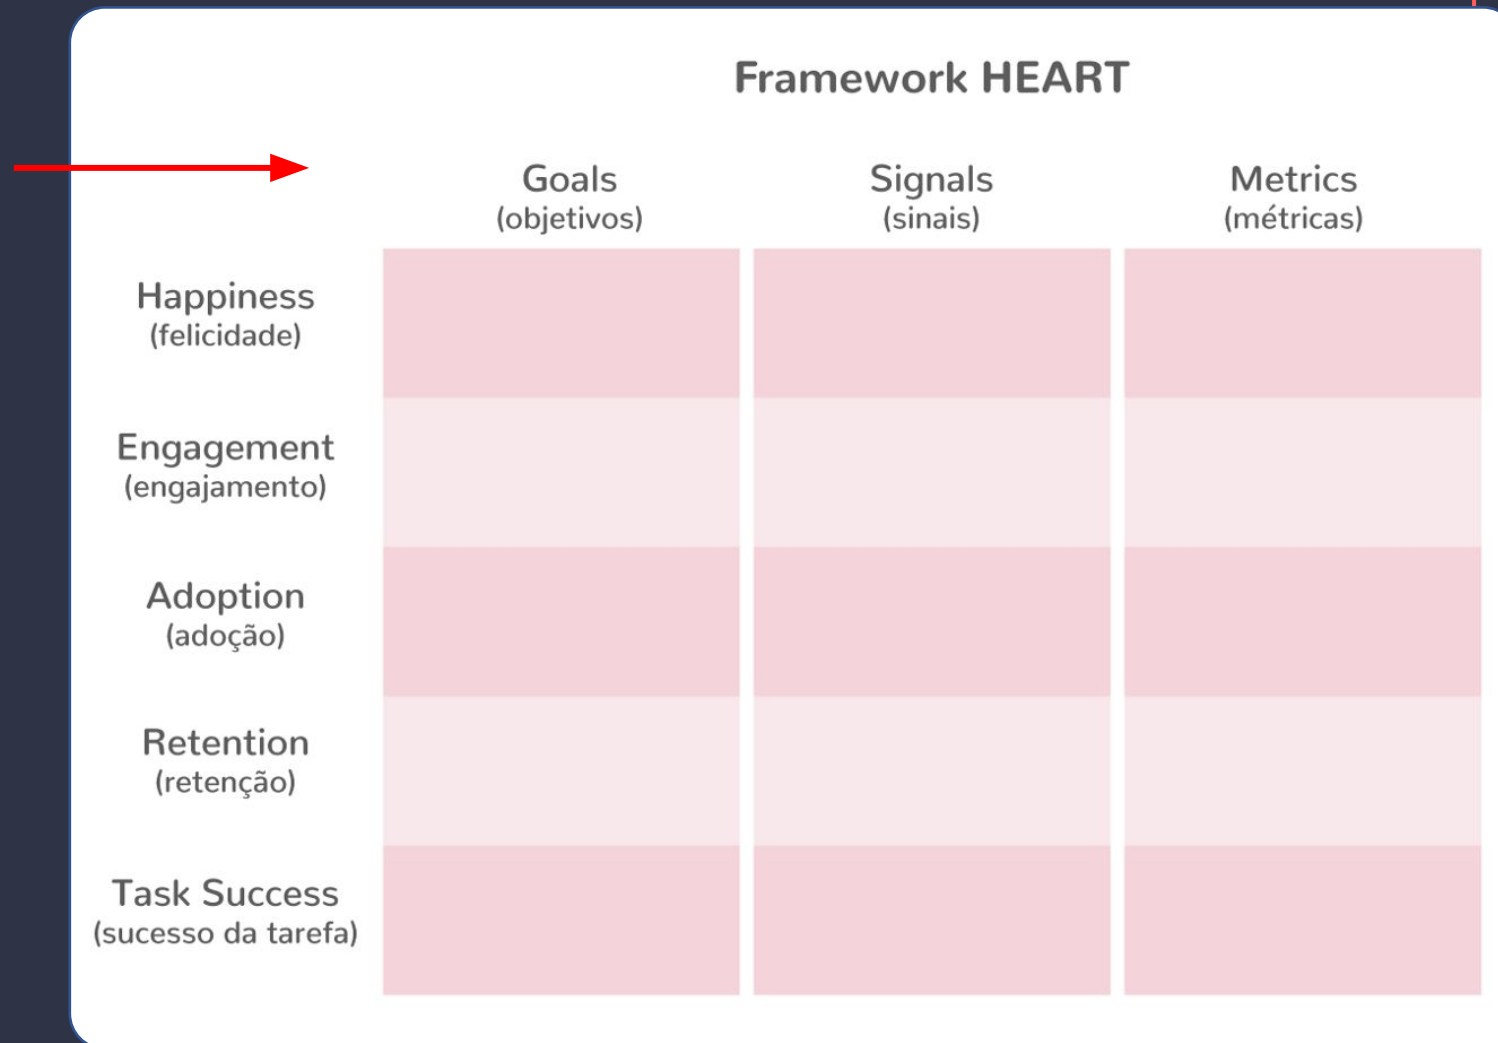 Framework HEART
Goals
(objetivos)
Signals
(sinais)
Metrics
(métricas)
Happiness
(felicidade)
Engagement
(engajamento)
Adoption
(adoção)
Retention
(retenção)
Task Success
(sucesso da tarefa)